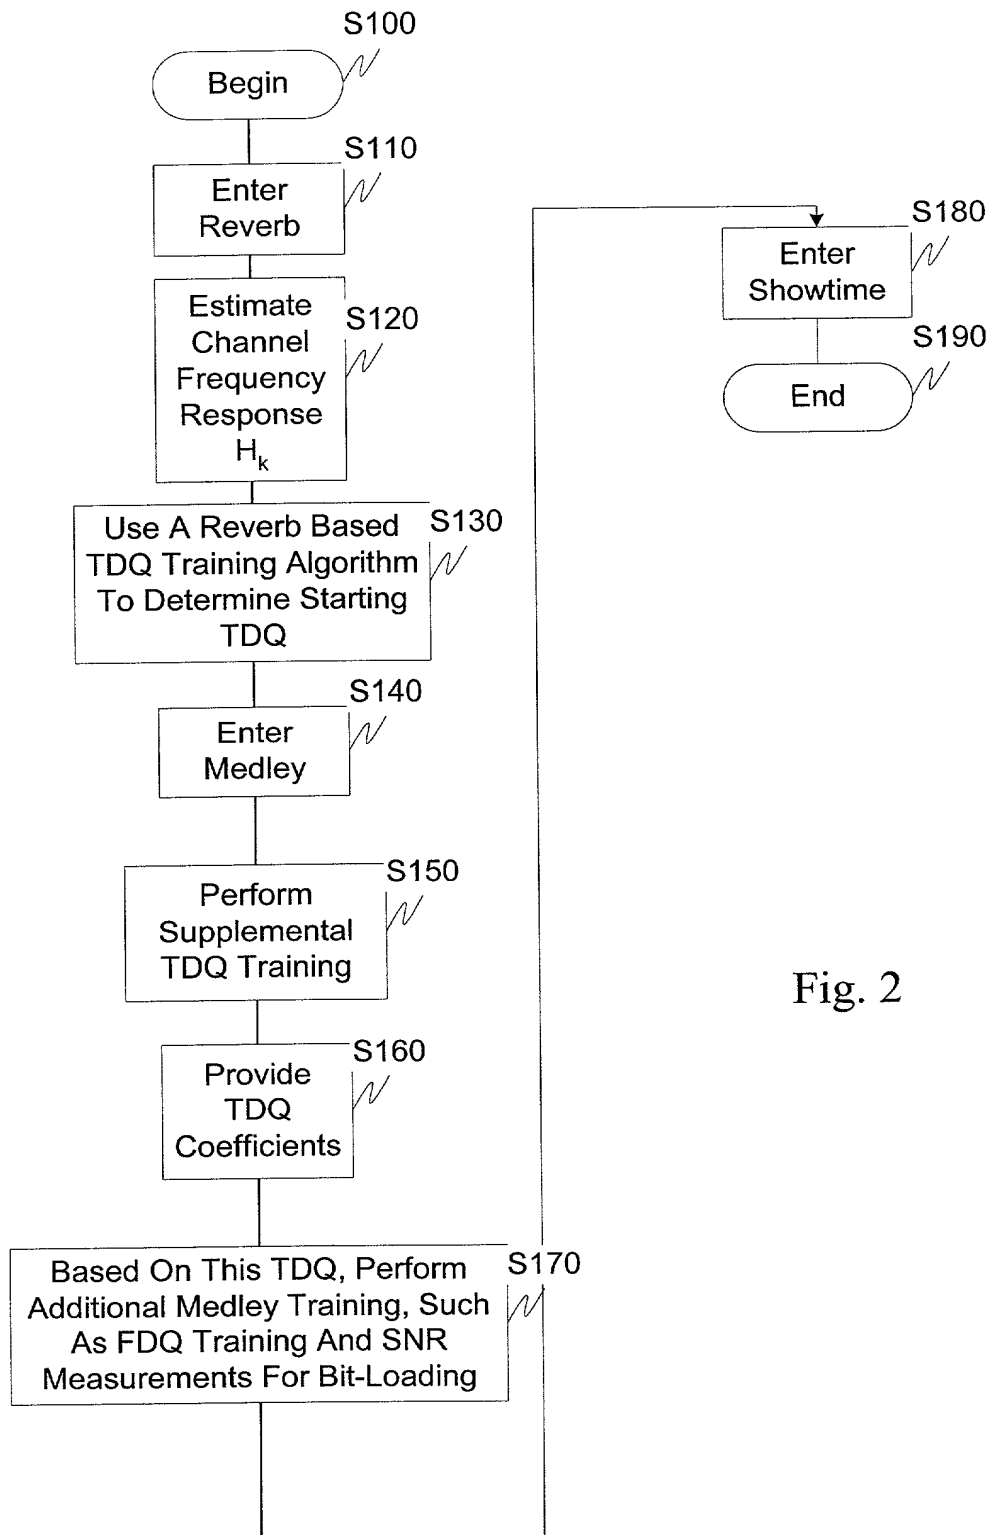 S100
Begin
S110
Enter
Reverb
S120
Estimate
Channel
Frequency
Response
Hk
S130
Use A Reverb Based
TDQ Training Algorithm
To Determine Starting
TDQ
S140
Enter
Medley
S150
Perform
Supplemental
TDQ Training
S160
Provide
TDQ
Coefficients
S170
Based On This TDQ, Perform
Additional Medley Training, Such
As FDQ Training And SNR
Measurements For Bit-Loading
S180
Enter
Showtime
S190
End
Fig. 2